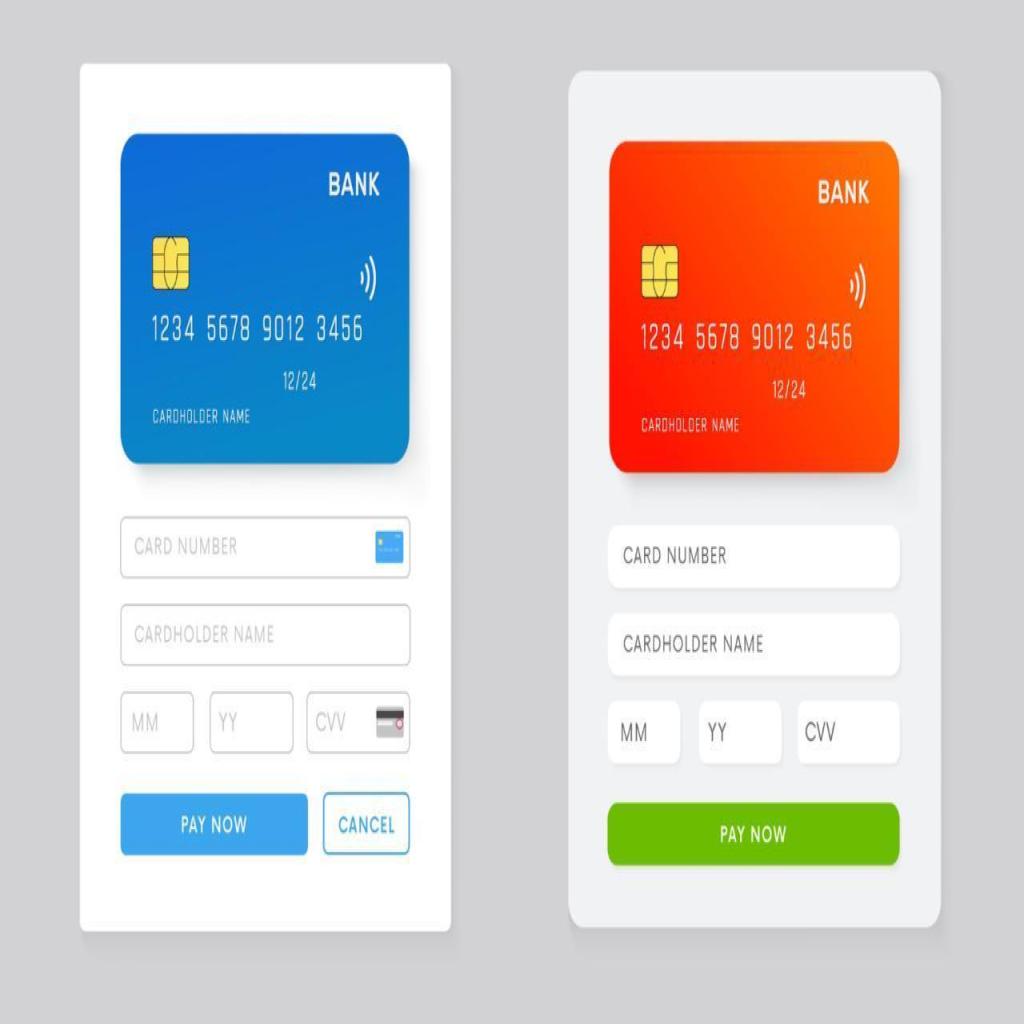 BANK
1234 5678 9012 3456
12/24
CARDHOLDER NAME
CARD NUMBER
CARDHOLDER NAME
MM YY CVV
PAY NOW CANCEL
BANK
1234 5678 9012 3456
12/24
CARDHOLDER NAME
CARD NUMBER
CARDHOLDER NAME
MM YY CVV
PAY NOW